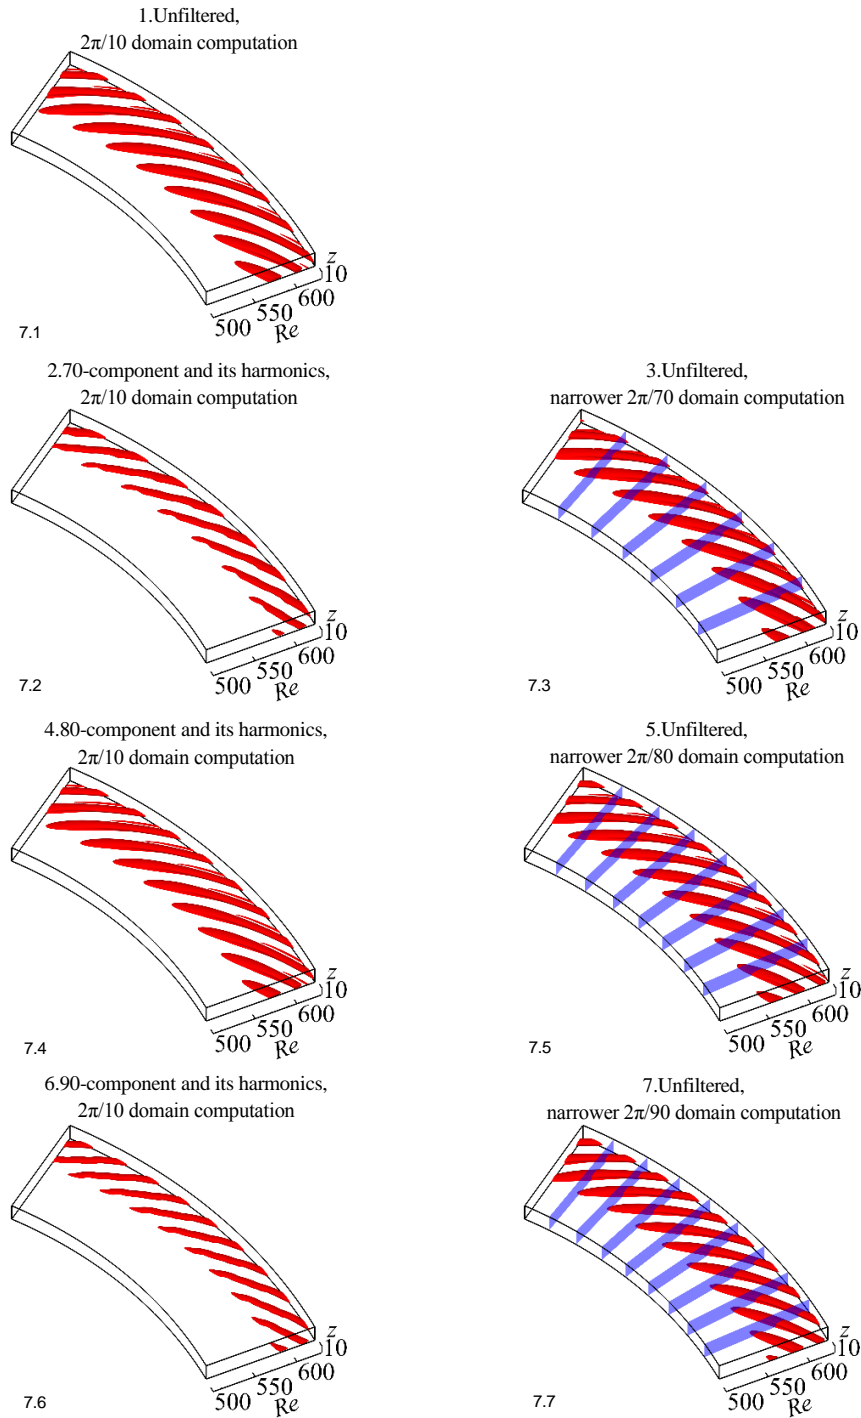 1.Unfiltered,
2π/10 domain computation
z
10
600
550
500
Re
7.1
2.70-component and its harmonics,
2π/10 domain computation
z
10
600
550
500
Re
7.2
3.Unfiltered,
narrower 2π/70 domain computation
z
10
600
550
500
Re
7.3
4.80-component and its harmonics,
2π/10 domain computation
z
10
600
550
500
Re
7.4
5.Unfiltered,
narrower 2π/80 domain computation
z
10
600
550
500
Re
7.5
6.90-component and its harmonics,
2π/10 domain computation
z
10
600
550
500
Re
7.6
7.Unfiltered,
narrower 2π/90 domain computation
z
10
600
550
500
Re
7.7